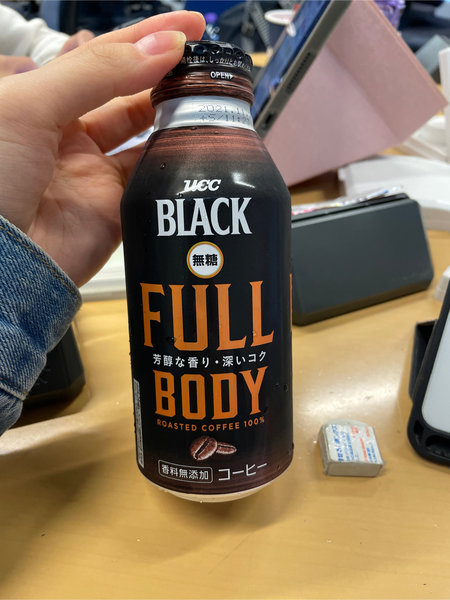 OPEN
ucc
BLACK
無糖
FULL
芳醇な香り・深いコク
BODY
ROASTED COFFEE 100%
香料無添加 コーヒー